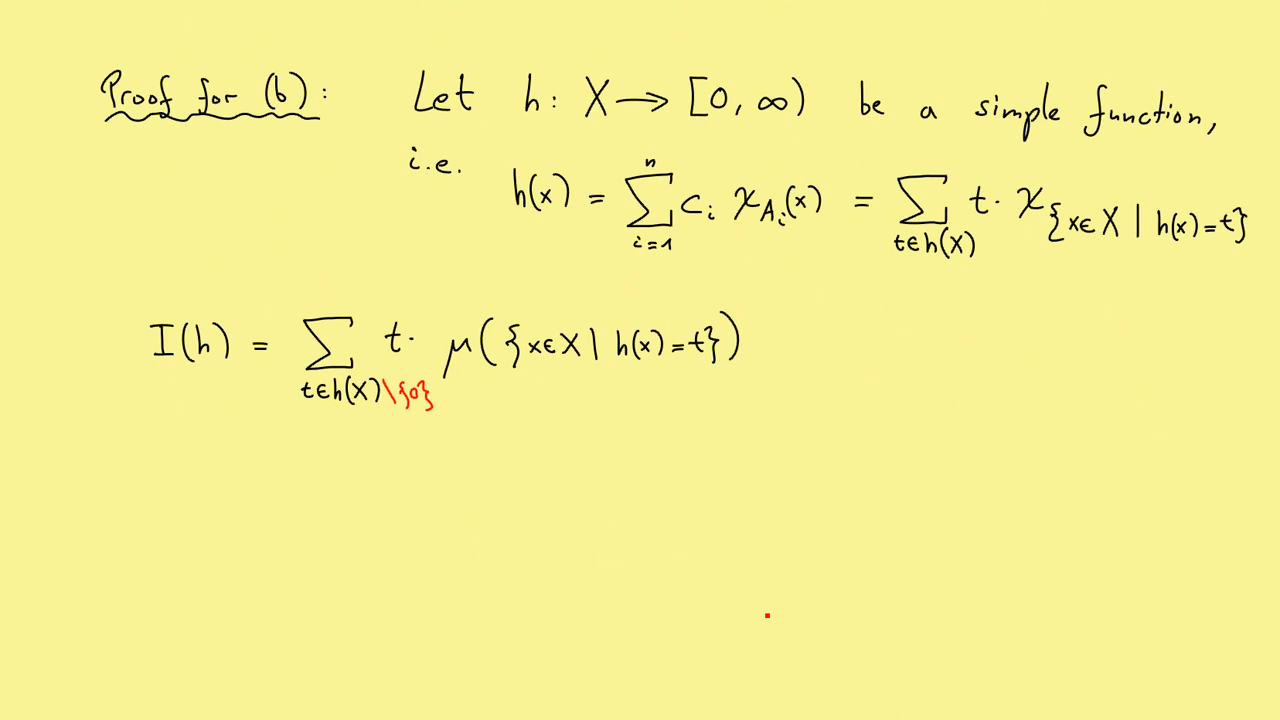 Proof for (b): Let h: X → [0, ∞) be a simple function,
i.e. h(x) = ∑_{i=1}^{n} c_i χ_{A_i}(x) = ∑_{t∈h(X)} t · χ_{{x∈X | h(x)=t}}
I(h) = ∑_{t∈h(X)\{0}} t · μ({x∈X | h(x)=t})